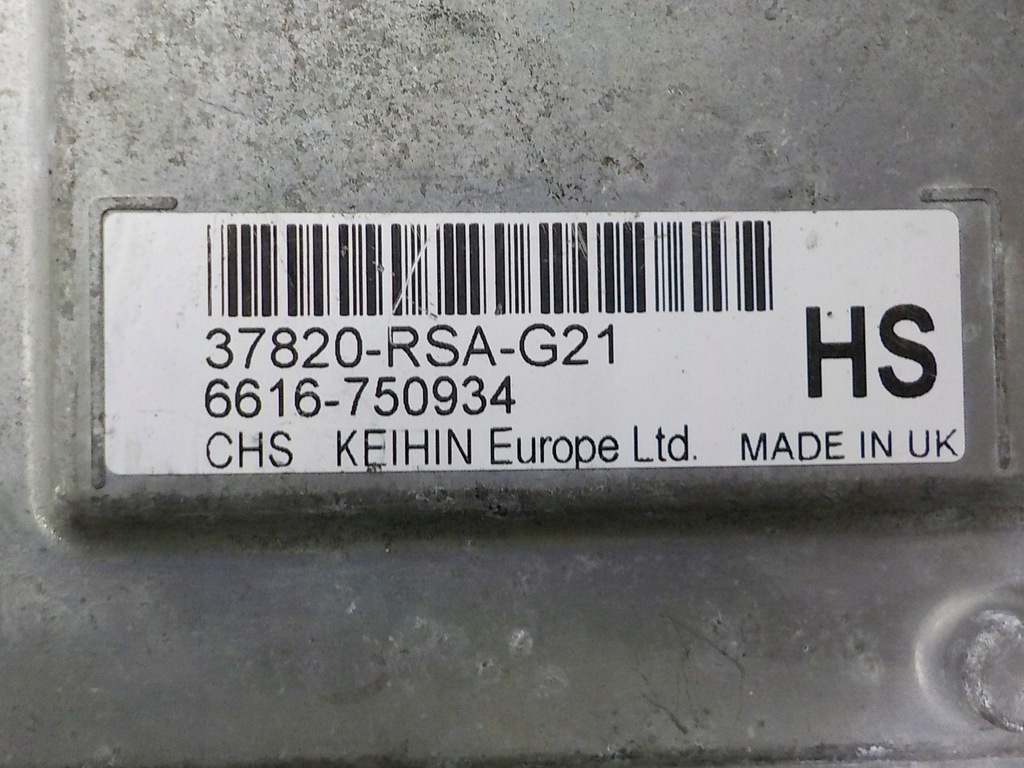 37820-RSA-G21
6616-750934
HS
CHS KEIHIN Europe Ltd. MADE IN UK